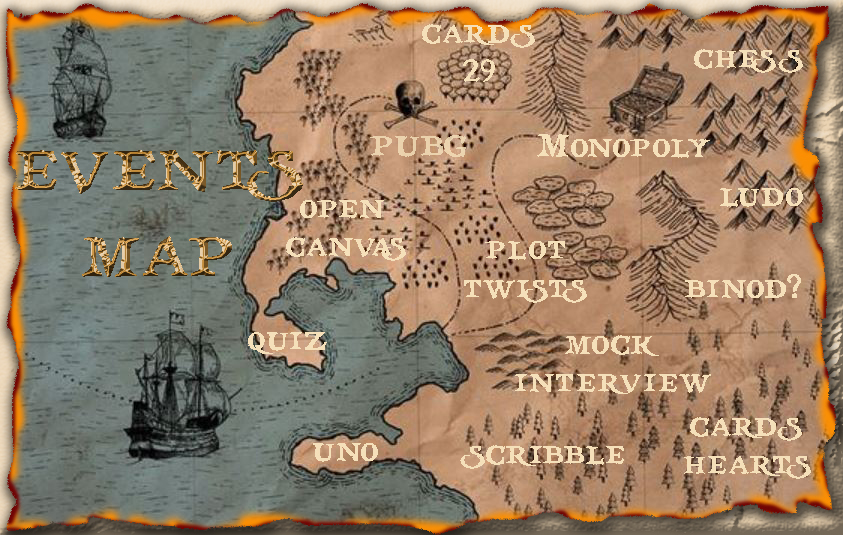 EVENTS
MAP
CARDS
29
CHESS
PUBG
MONOPOLY
LUDO
OPEN
CANVAS
PLOT
TWISTS
BINOD?
QUIZ
MOCK
INTERVIEW
UNO
SCRIBBLE
CARDS
HEARTS